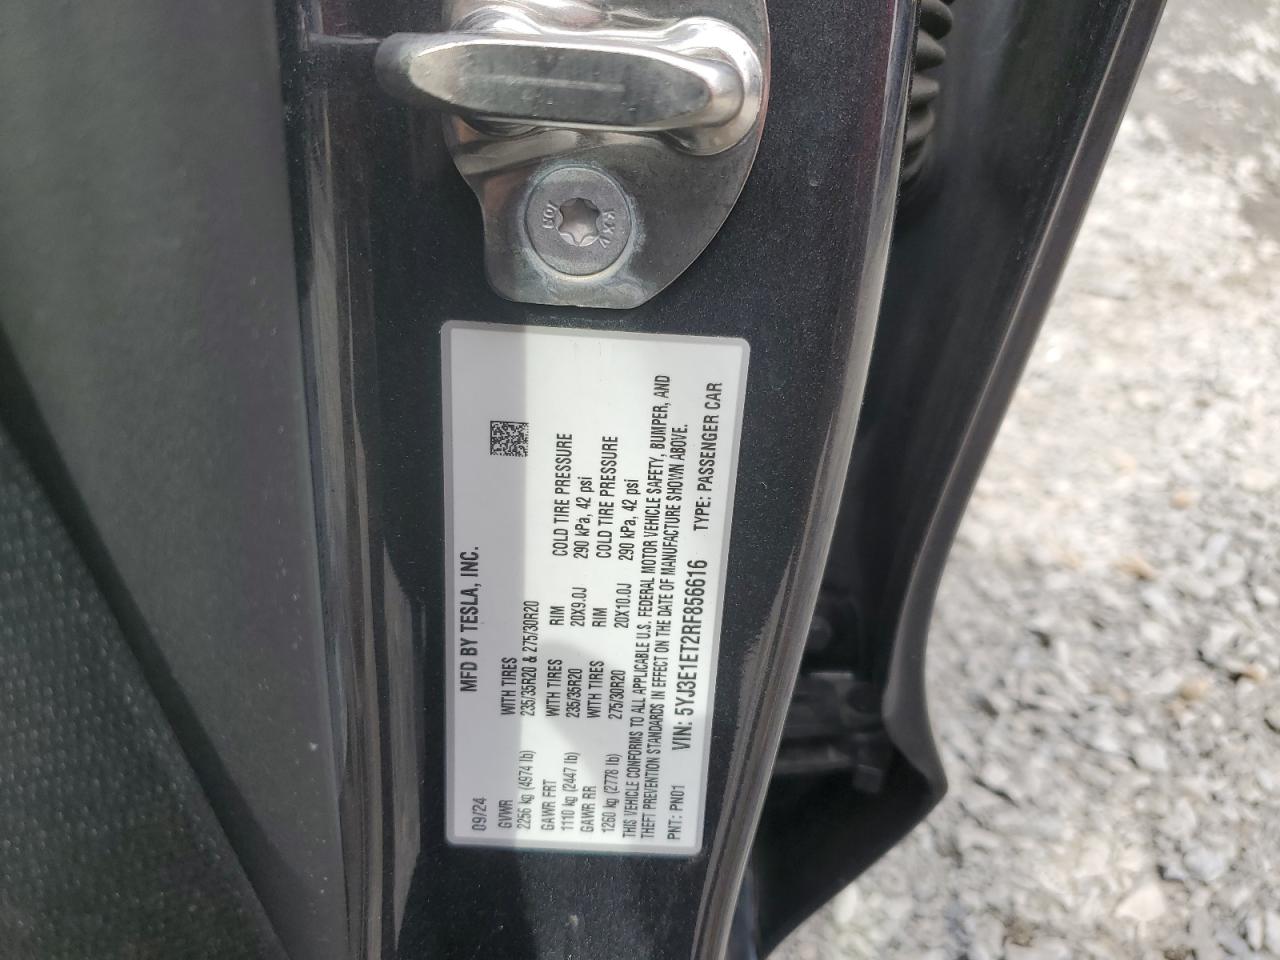 09/24 MFD BY TESLA, INC.
GVWR WITH TIRES
2256 kg (4974 lb) 235/35R20 & 275/30R20
GAWR FRT WITH TIRES RIM COLD TIRE PRESSURE
1110 kg (2447 lb) 235/35R20 20X9.0J 290 kPa, 42 psi
GAWR RR WITH TIRES RIM COLD TIRE PRESSURE
1260 kg (2778 lb) 275/30R20 20X10.0J 290 kPa, 42 psi
THIS VEHICLE CONFORMS TO ALL APPLICABLE U.S. FEDERAL MOTOR VEHICLE SAFETY, BUMPER, AND
THEFT PREVENTION STANDARDS IN EFFECT ON THE DATE OF MANUFACTURE SHOWN ABOVE.
PNT: PN01 VIN: 5YJ3E1ET2RF856616 TYPE: PASSENGER CAR